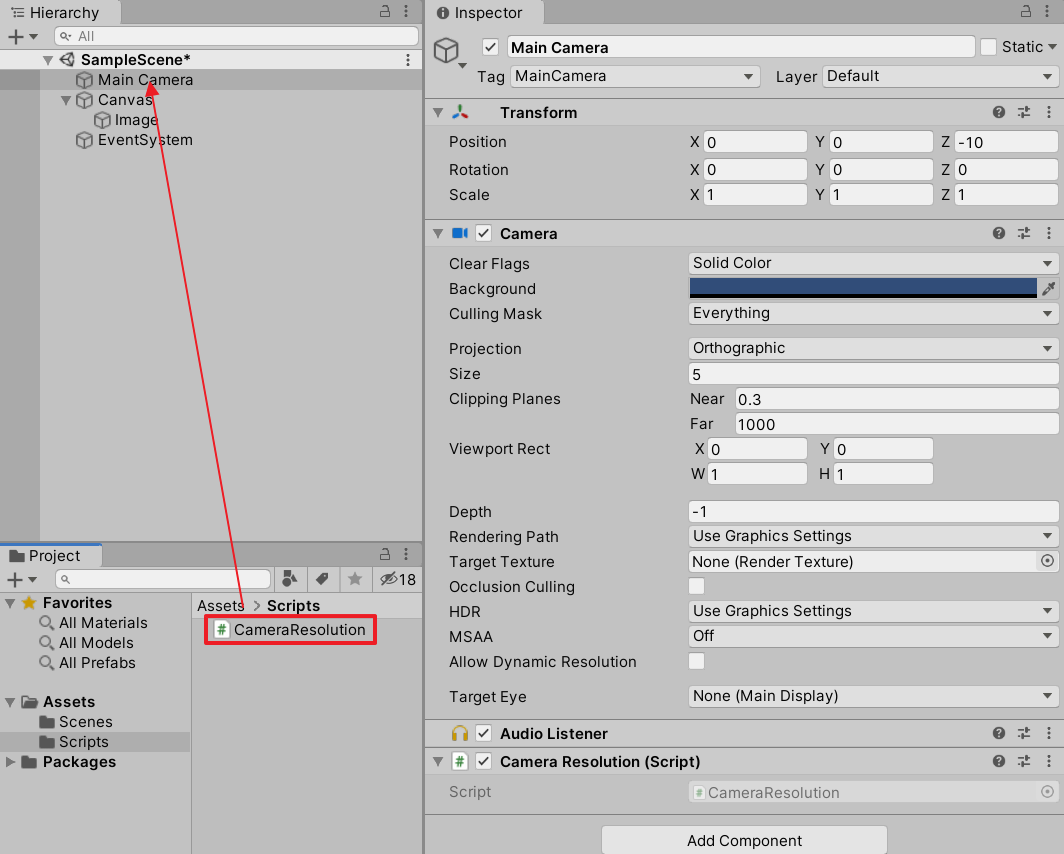 Hierarchy
All
SampleScene*
Main Camera
Canvas
Image
EventSystem
Project
18
Favorites
All Materials
All Models
All Prefabs
Assets
Scenes
Scripts
Packages
Assets > Scripts
CameraResolution
Inspector
Main Camera Static
Tag MainCamera Layer Default
Transform
Position X 0 Y 0 Z -10
Rotation X 0 Y 0 Z 0
Scale X 1 Y 1 Z 1
Camera
Clear Flags Solid Color
Background
Culling Mask Everything
Projection Orthographic
Size 5
Clipping Planes Near 0.3
Far 1000
Viewport Rect X 0 Y 0
W 1 H 1
Depth -1
Rendering Path Use Graphics Settings
Target Texture None (Render Texture)
Occlusion Culling
HDR Use Graphics Settings
MSAA Off
Allow Dynamic Resolution
Target Eye None (Main Display)
Audio Listener
# Camera Resolution (Script)
Script # CameraResolution
Add Component